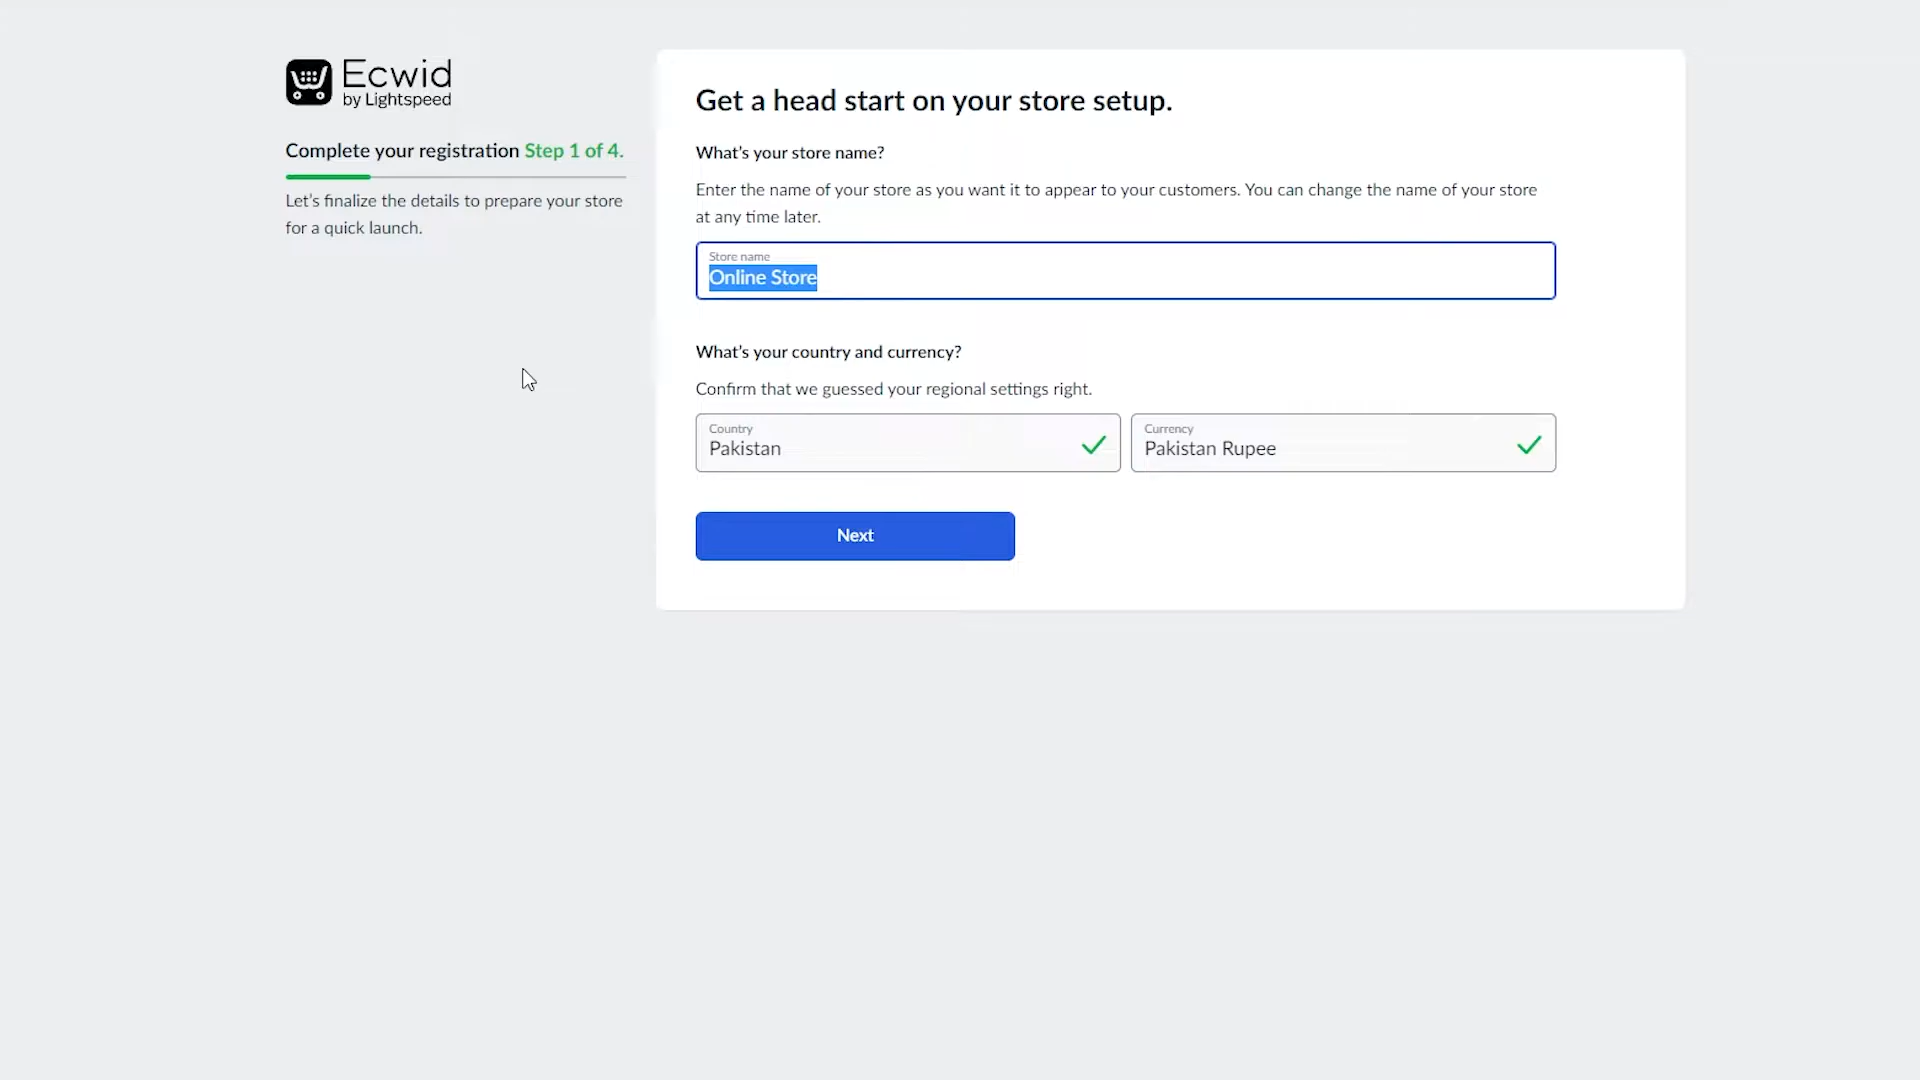 Ecwid
by Lightspeed
Complete your registration Step 1 of 4.
Let’s finalize the details to prepare your store
for a quick launch.
Get a head start on your store setup.
What’s your store name?
Enter the name of your store as you want it to appear to your customers. You can change the name of your store
at any time later.
Store name
Online Store
What’s your country and currency?
Confirm that we guessed your regional settings right.
Country
Pakistan
Currency
Pakistan Rupee
Next